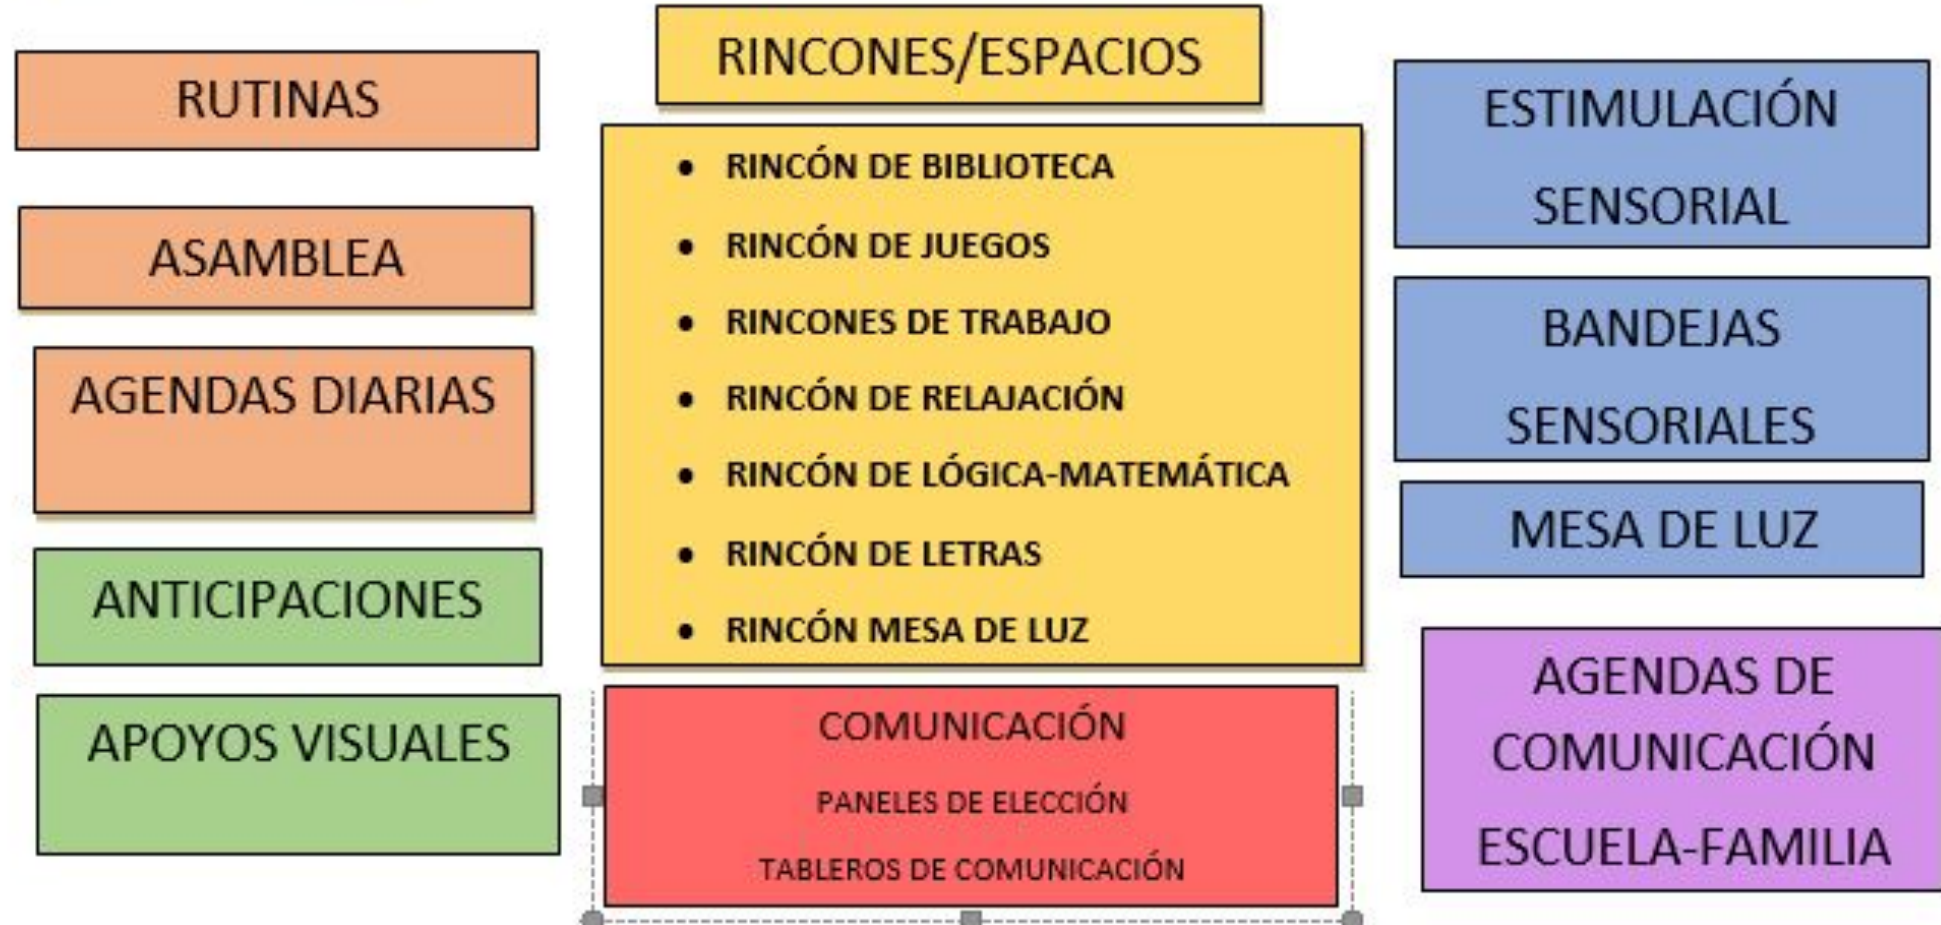 RUTINAS
ASAMBLEA
AGENDAS DIARIAS
ANTICIPACIONES
APOYOS VISUALES
RINCONES/ESPACIOS
• RINCÓN DE BIBLIOTECA
• RINCÓN DE JUEGOS
• RINCONES DE TRABAJO
• RINCÓN DE RELAJACIÓN
• RINCÓN DE LÓGICA-MATEMÁTICA
• RINCÓN DE LETRAS
• RINCÓN MESA DE LUZ
COMUNICACIÓN
PANELES DE ELECCIÓN
TABLEROS DE COMUNICACIÓN
ESTIMULACIÓN
SENSORIAL
BANDEJAS
SENSORIALES
MESA DE LUZ
AGENDAS DE
COMUNICACIÓN
ESCUELA-FAMILIA